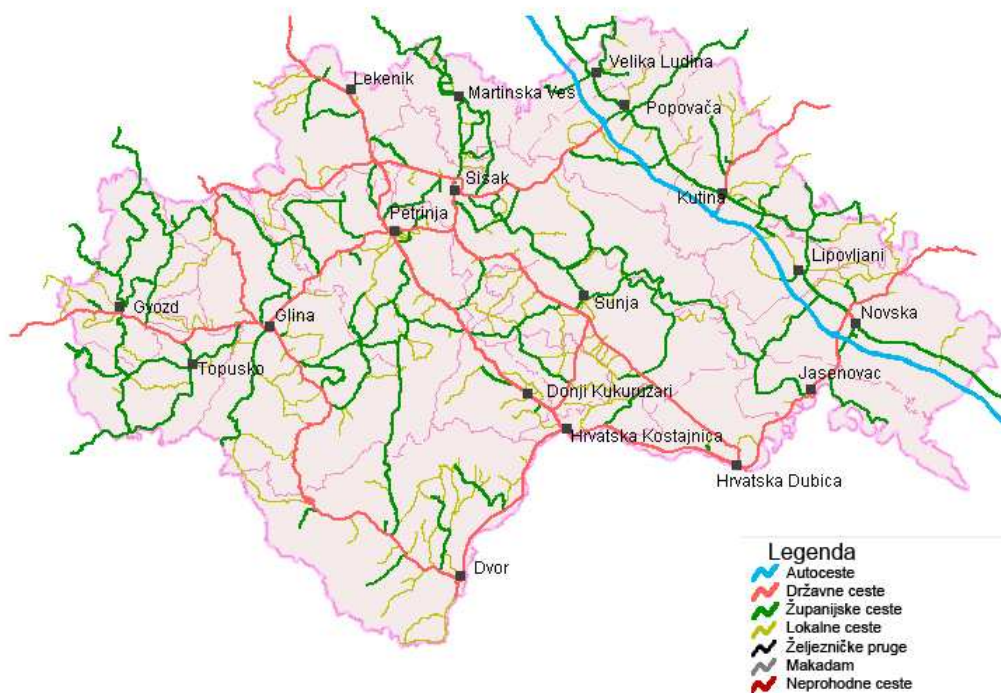 Velika Ludina
Lekenik
Martinska Ves
Popovača
Sisak
Kutina
Petrinja
Lipovljani
Gvozd
Sunja
Glina
Novska
Topusko
Jasenovac
Donji Kukuruzari
Hrvatska Kostajnica
Hrvatska Dubica
Dvor
Legenda
Autoceste
Državne ceste
Županijske ceste
Lokalne ceste
Željezničke pruge
Makadam
Neprohodne ceste